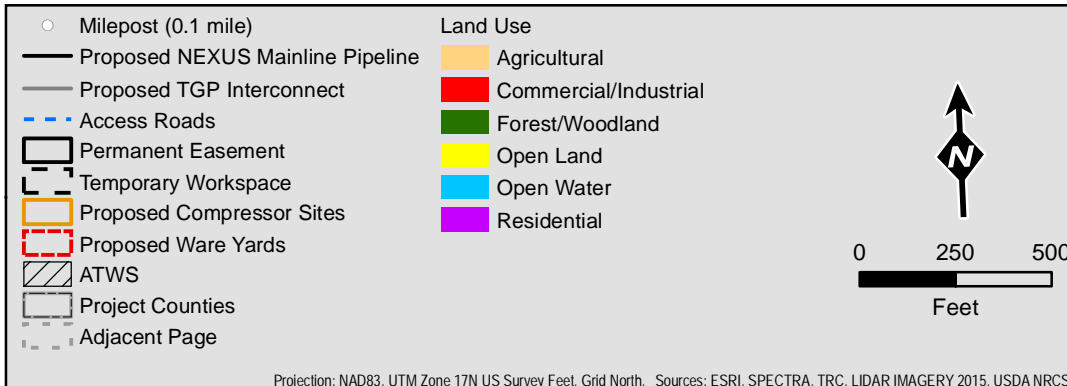 Milepost (0.1 mile)
Proposed NEXUS Mainline Pipeline
Proposed TGP Interconnect
Access Roads
Permanent Easement
Temporary Workspace
Proposed Compressor Sites
Proposed Ware Yards
ATWS
Project Counties
Adjacent Page
Land Use
Agricultural
Commercial/Industrial
Forest/Woodland
Open Land
Open Water
Residential
N
0 250 500
Feet
Projection: NAD83, UTM Zone 17N US Survey Feet, Grid North. Sources: ESRI, SPECTRA, TRC, LIDAR IMAGERY 2015, USDA NRCS